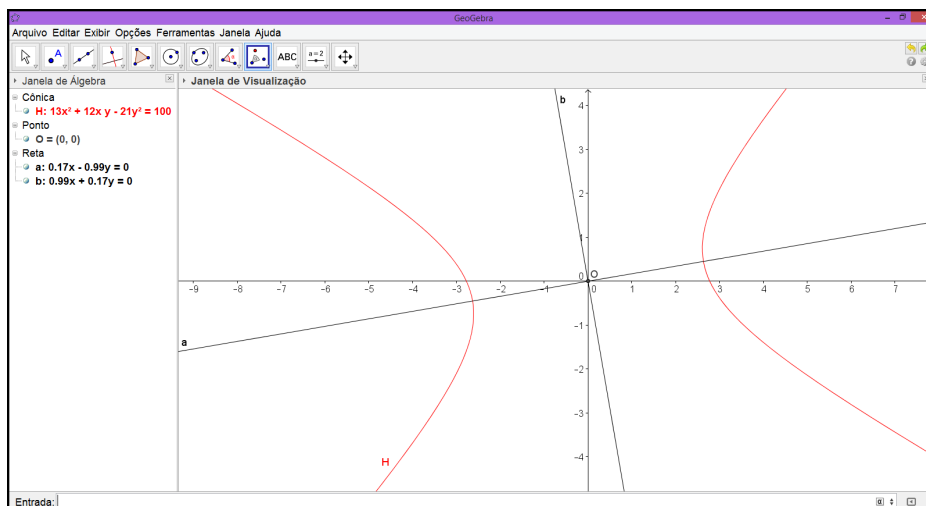 GeoGebra
Arquivo Editar Exibir Opções Ferramentas Janela Ajuda
A
ABC
a = 2
Janela de Álgebra
Cônica
H: 13x² + 12x y - 21y² = 100
Ponto
O = (0, 0)
Reta
a: 0.17x - 0.99y = 0
b: 0.99x + 0.17y = 0
Janela de Visualização
b
4
3
2
1
0
O
-9 -8 -7 -6 -5 -4 -3 -2 -1 0 1 2 3 4 5 6 7
a
-1
-2
-3
-4
H
Entrada:
α